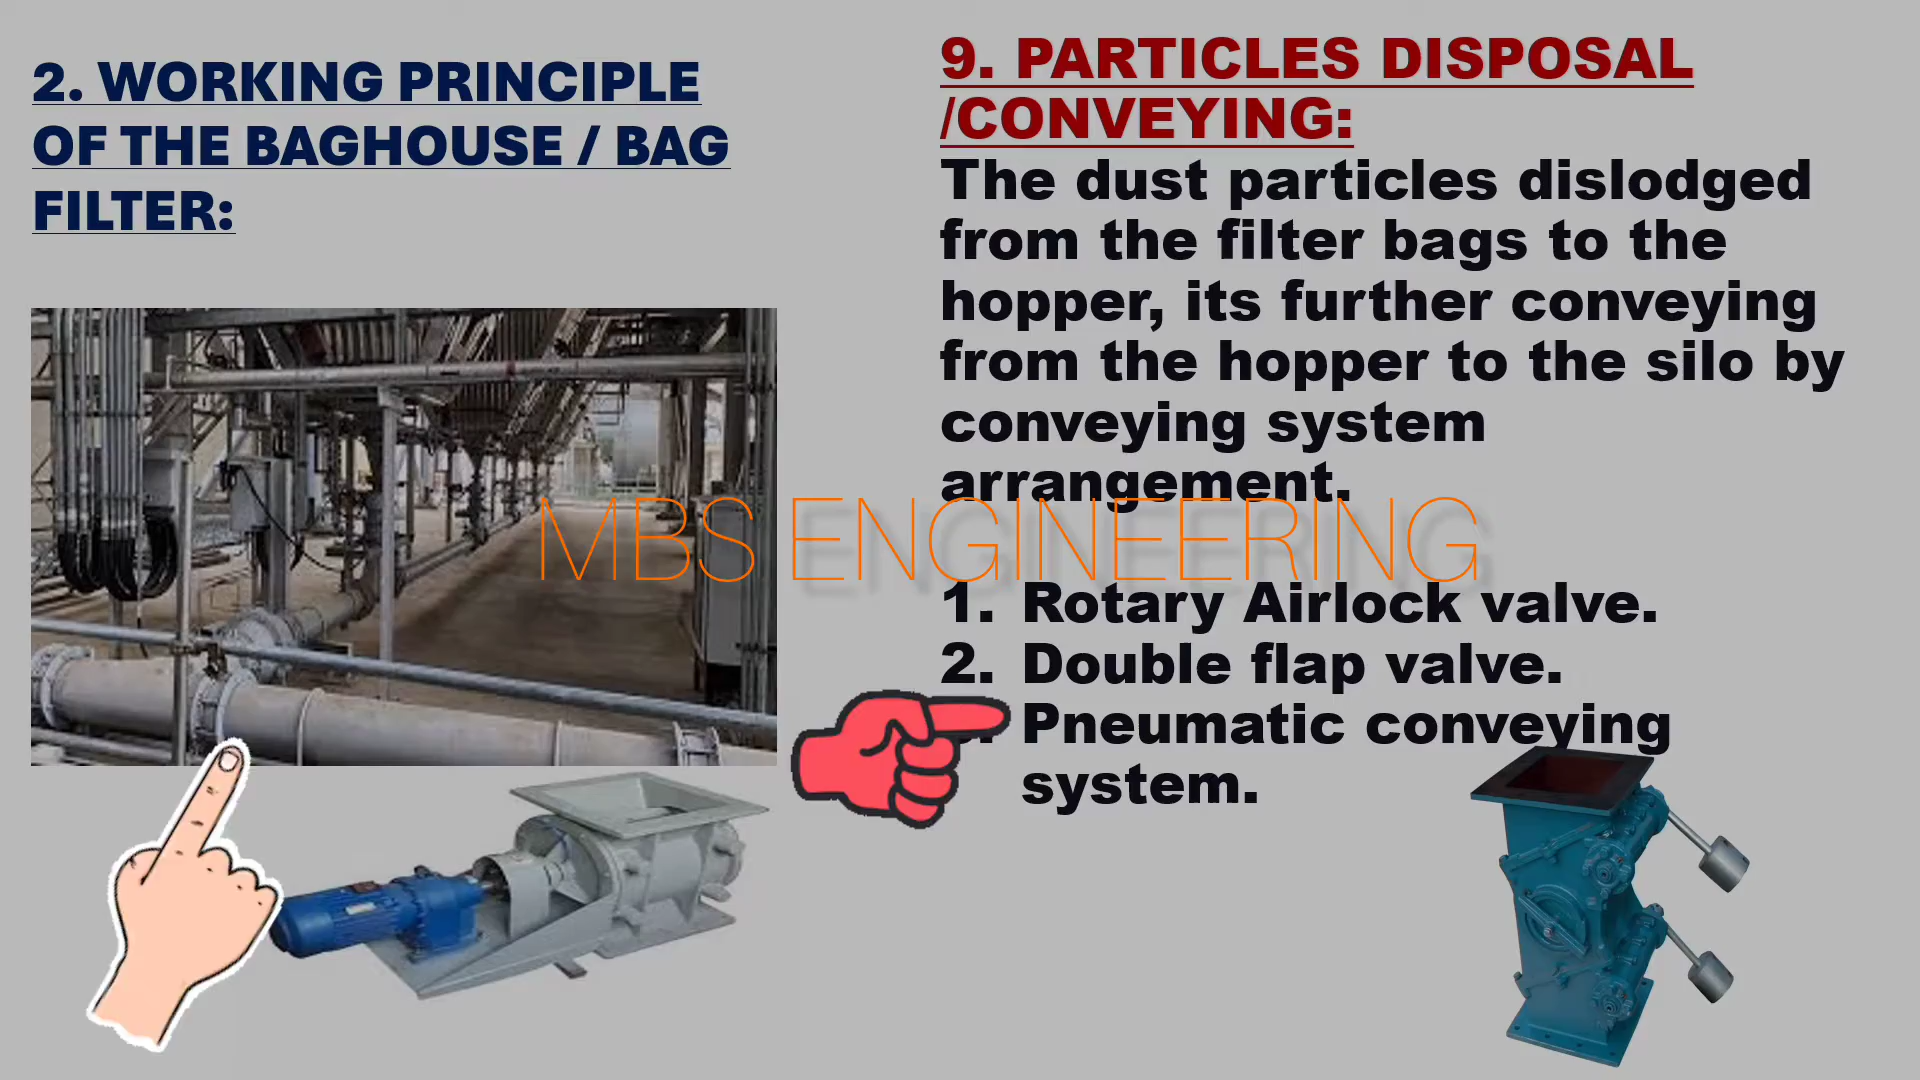 2. WORKING PRINCIPLE
OF THE BAGHOUSE / BAG
FILTER:
9. PARTICLES DISPOSAL
/CONVEYING:
The dust particles dislodged
from the filter bags to the
hopper, its further conveying
from the hopper to the silo by
conveying system
arrangement.
MBS ENGINEERING
1. Rotary Airlock valve.
2. Double flap valve.
Pneumatic conveying
system.